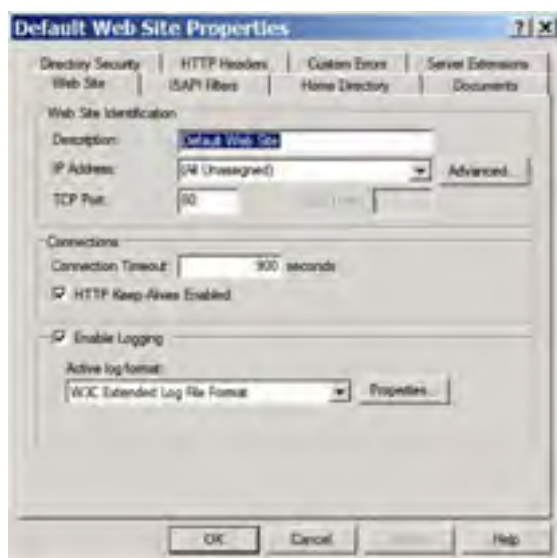 Default Web Site Properties
Directory Security HTTP Headers Custom Errors Server Extensions
Web Site ISAPI Filters Home Directory Documents
Web Site Identification
Description: Default Web Site
IP Address: (All Unassigned) Advanced...
TCP Port: 80
Connections
Connection Timeout: 900 seconds
HTTP Keep-Alives Enabled
Enable Logging
Active log format:
W3C Extended Log File Format Properties...
OK Cancel Help